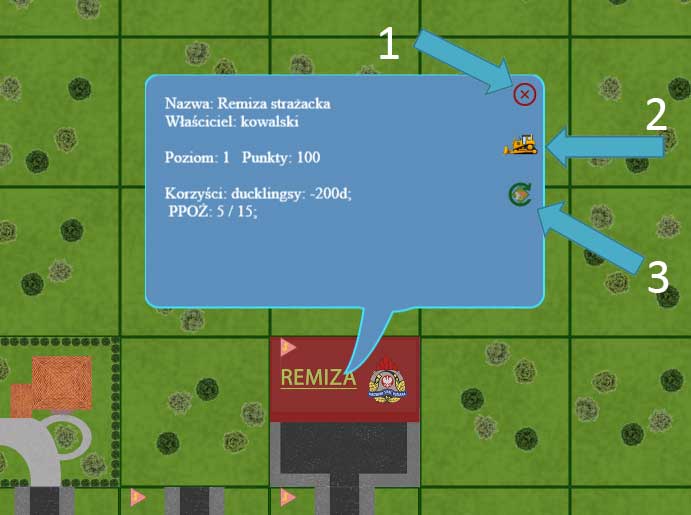 1
2
3
Nazwa: Remiza strażacka
Właściciel: kowalski
Poziom: 1 Punkty: 100
Korzyści: ducklingsy: -200d;
PPOŻ: 5 / 15;
REMIZA